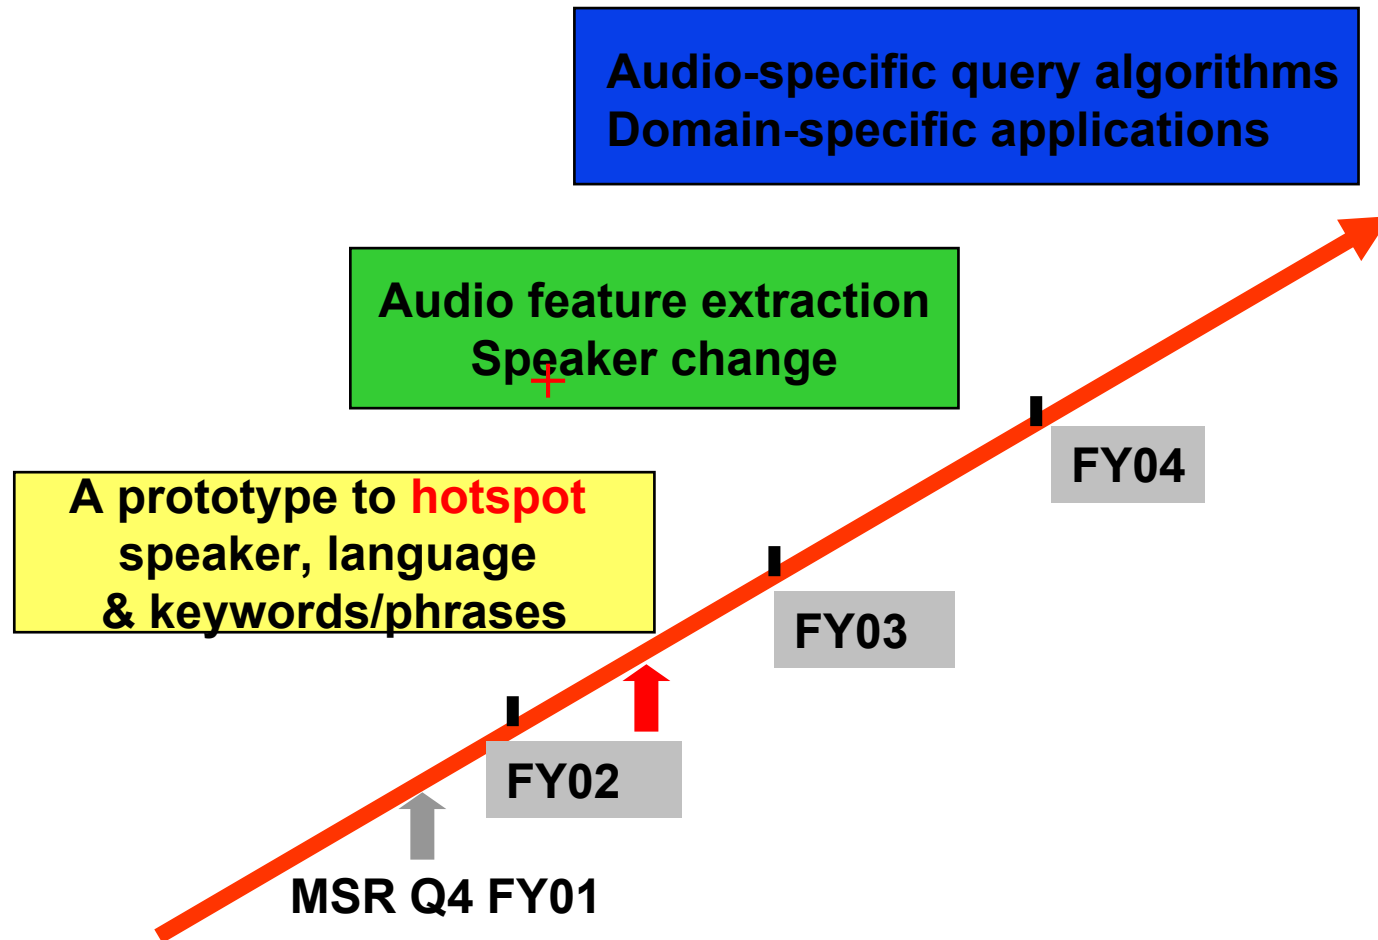 Audio-specific query algorithms
Domain-specific applications
Audio feature extraction
Speaker change
FY04
A prototype to hotspot
speaker, language
& keywords/phrases
FY03
FY02
MSR Q4 FY01